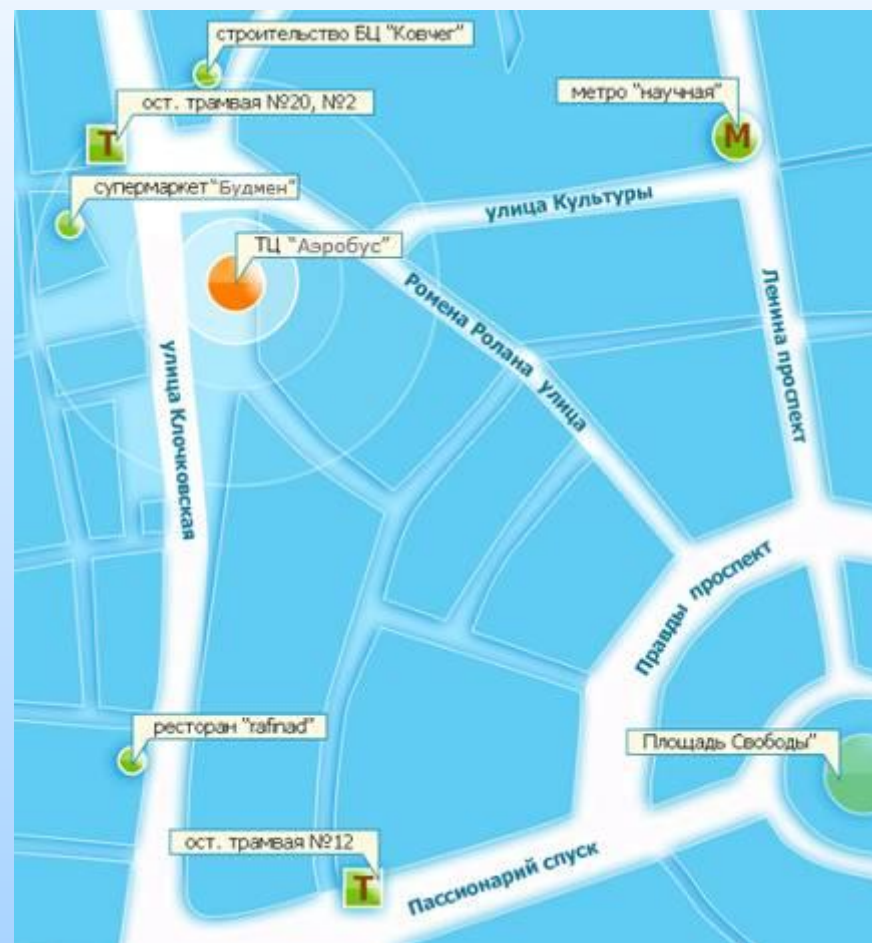 строительство БЦ "Ковчег"
ост. трамвая №20, №2
метро "научная"
Т
М
супермаркет "Будмен"
улица Культуры
ТЦ "Аэробус"
Ромена Ролана улица
Ленина проспект
улица Клочковская
Правды проспект
ресторан "rafinad"
Площадь Свободы"
ост. трамвая №12
Т
Пассионарий спуск